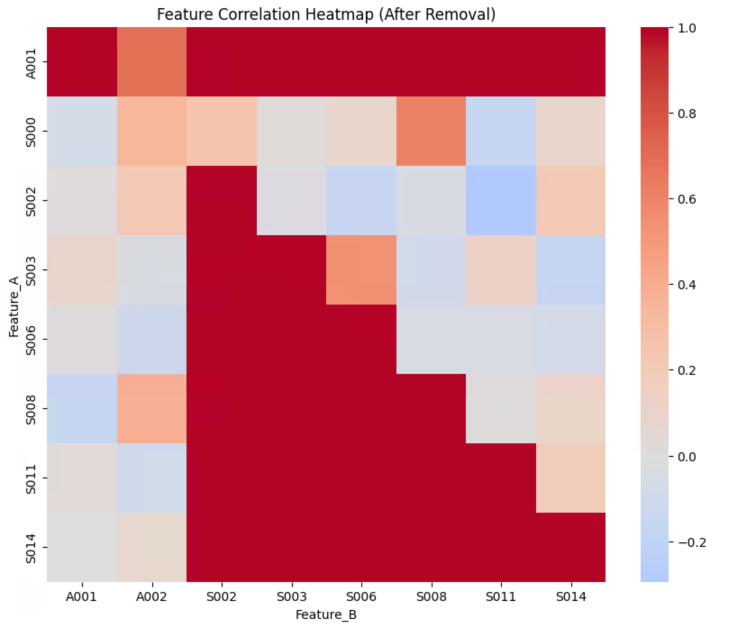 Feature Correlation Heatmap (After Removal)
Feature_A
A001
S000
S002
S003
S006
S008
S011
S014
A001 A002 S002 S003 S006 S008 S011 S014
Feature_B
1.0
0.8
0.6
0.4
0.2
0.0
−0.2